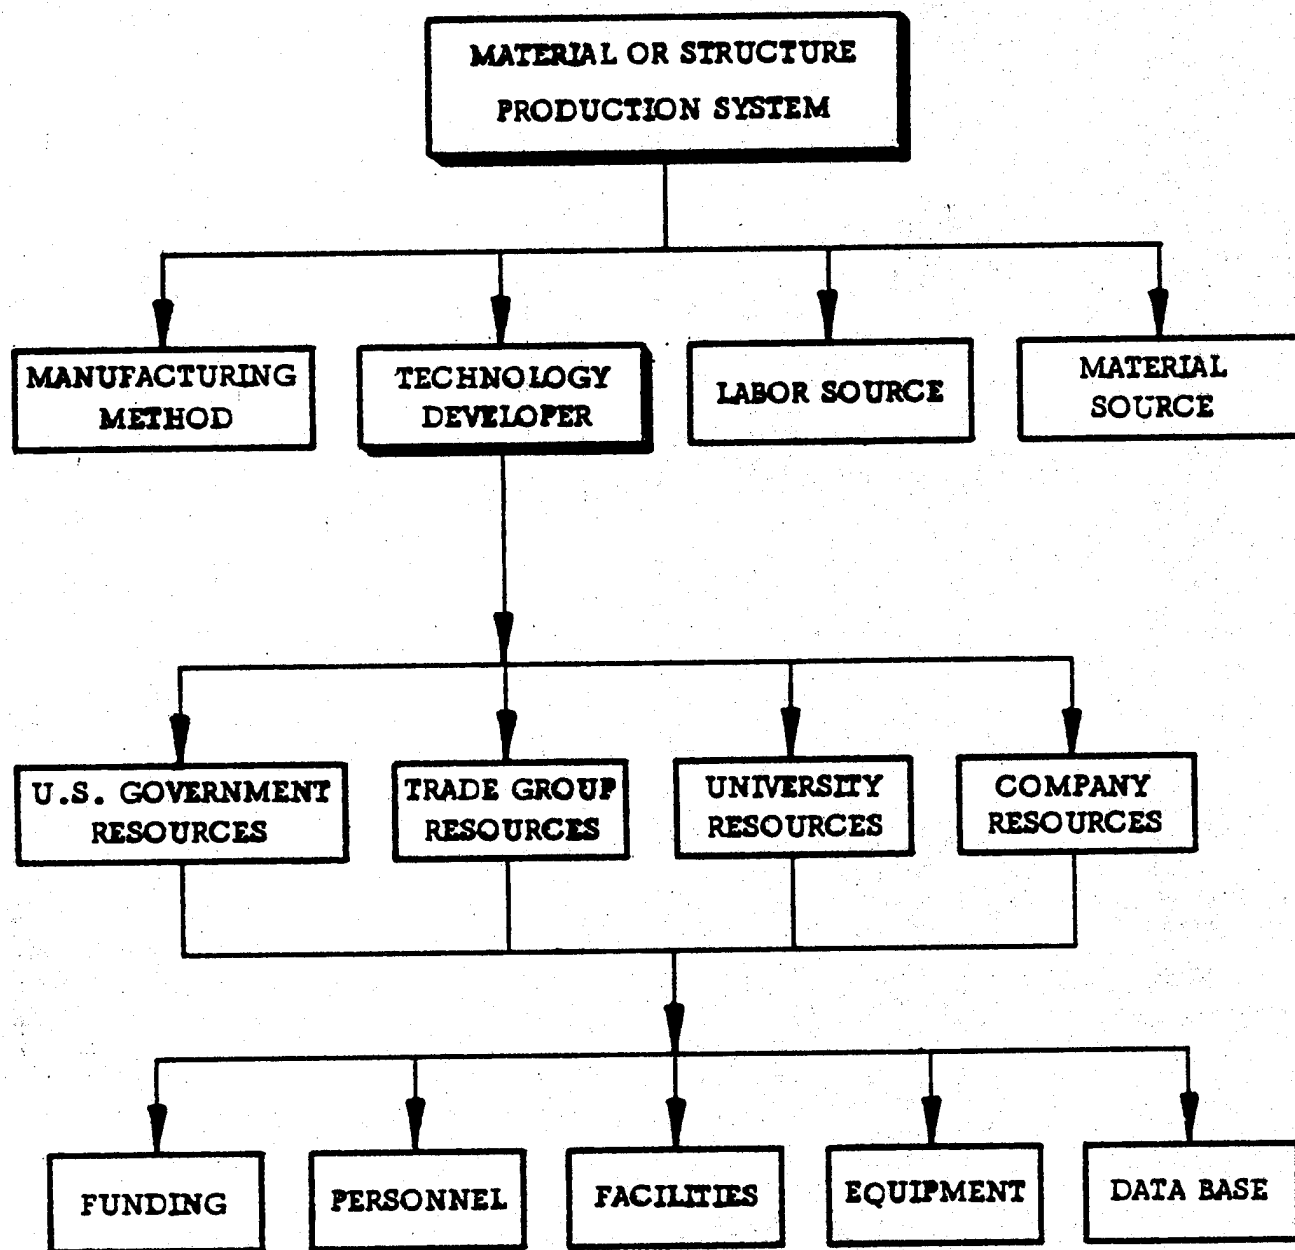 MATERIAL OR STRUCTURE
PRODUCTION SYSTEM
MANUFACTURING
METHOD
TECHNOLOGY
DEVELOPER
LABOR SOURCE
MATERIAL
SOURCE
U.S. GOVERNMENT
RESOURCES
TRADE GROUP
RESOURCES
UNIVERSITY
RESOURCES
COMPANY
RESOURCES
FUNDING
PERSONNEL
FACILITIES
EQUIPMENT
DATA BASE